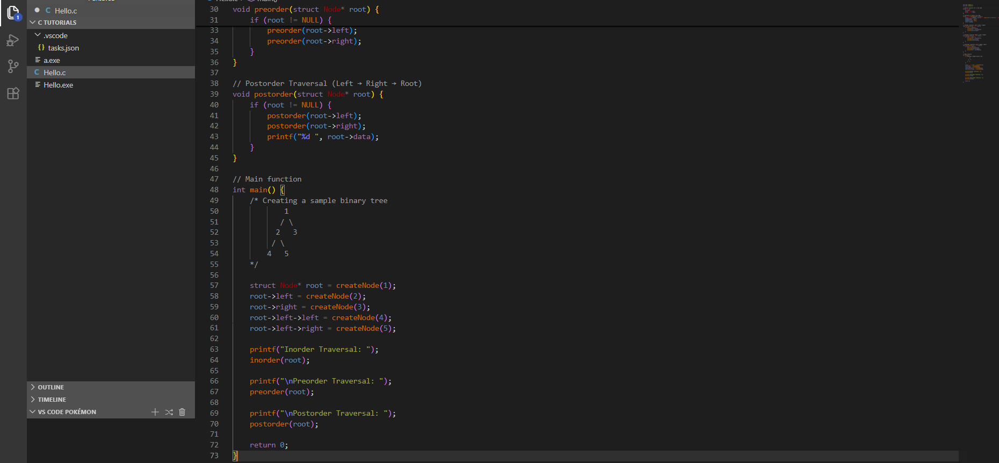 1
Hello.c
C TUTORIALS
.vscode
tasks.json
a.exe
C Hello.c
Hello.exe
OUTLINE
TIMELINE
VS CODE POKÉMON
30 void preorder(struct Node* root) {
31     if (root != NULL) {
33         preorder(root->left);
34         preorder(root->right);
35     }
36 }
37
38 // Postorder Traversal (Left → Right → Root)
39 void postorder(struct Node* root) {
40     if (root != NULL) {
41         postorder(root->left);
42         postorder(root->right);
43         printf("%d ", root->data);
44     }
45 }
46
47 // Main function
48 int main() {
49     /* Creating a sample binary tree
50             1
51            / \
52           2   3
53          / \
54         4   5
55     */
56
57     struct Node* root = createNode(1);
58     root->left = createNode(2);
59     root->right = createNode(3);
60     root->left->left = createNode(4);
61     root->left->right = createNode(5);
62
63     printf("Inorder Traversal: ");
64     inorder(root);
65
66     printf("\nPreorder Traversal: ");
67     preorder(root);
68
69     printf("\nPostorder Traversal: ");
70     postorder(root);
71
72     return 0;
73 }